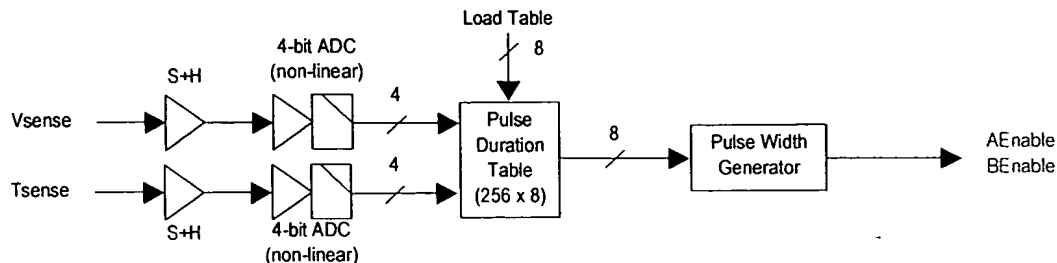 Load Table
8
4-bit ADC
(non-linear)
S+H
4
Vsense
Pulse
Duration
Table
(256 x 8)
8
Pulse Width
Generator
AEnable
BEnable
Tsense
4
S+H
4-bit ADC
(non-linear)